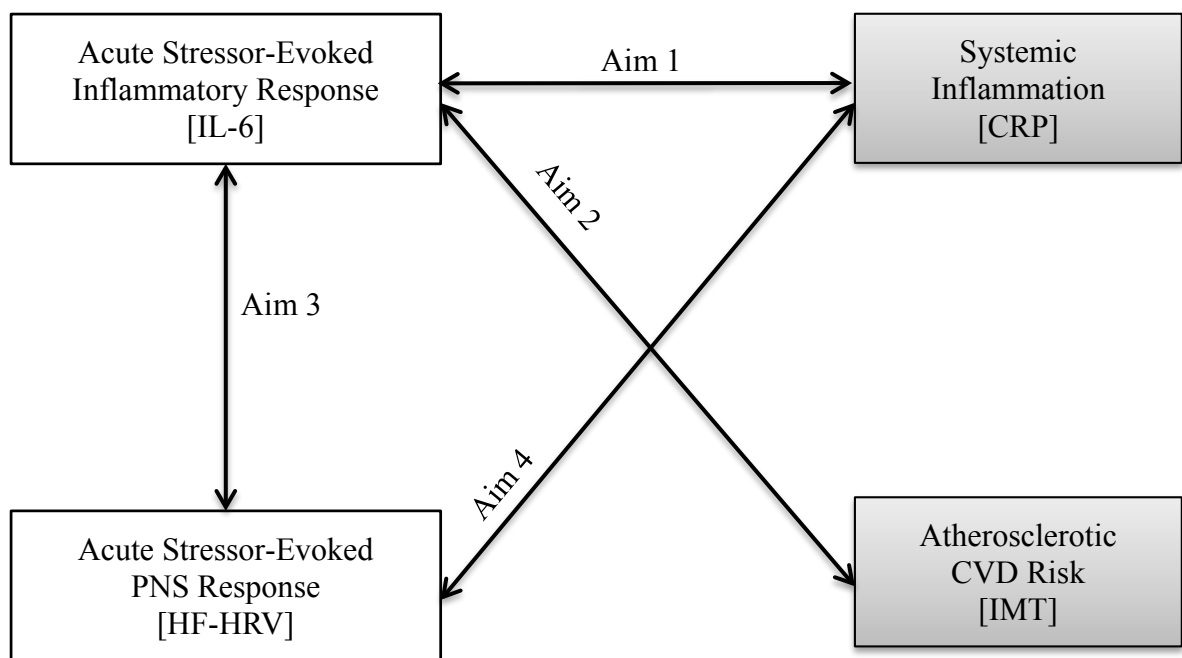 Acute Stressor-Evoked
Inflammatory Response
[IL-6]
Aim 1
Systemic
Inflammation
[CRP]
Aim 2
Aim 3
Aim 4
Acute Stressor-Evoked
PNS Response
[HF-HRV]
Atherosclerotic
CVD Risk
[IMT]